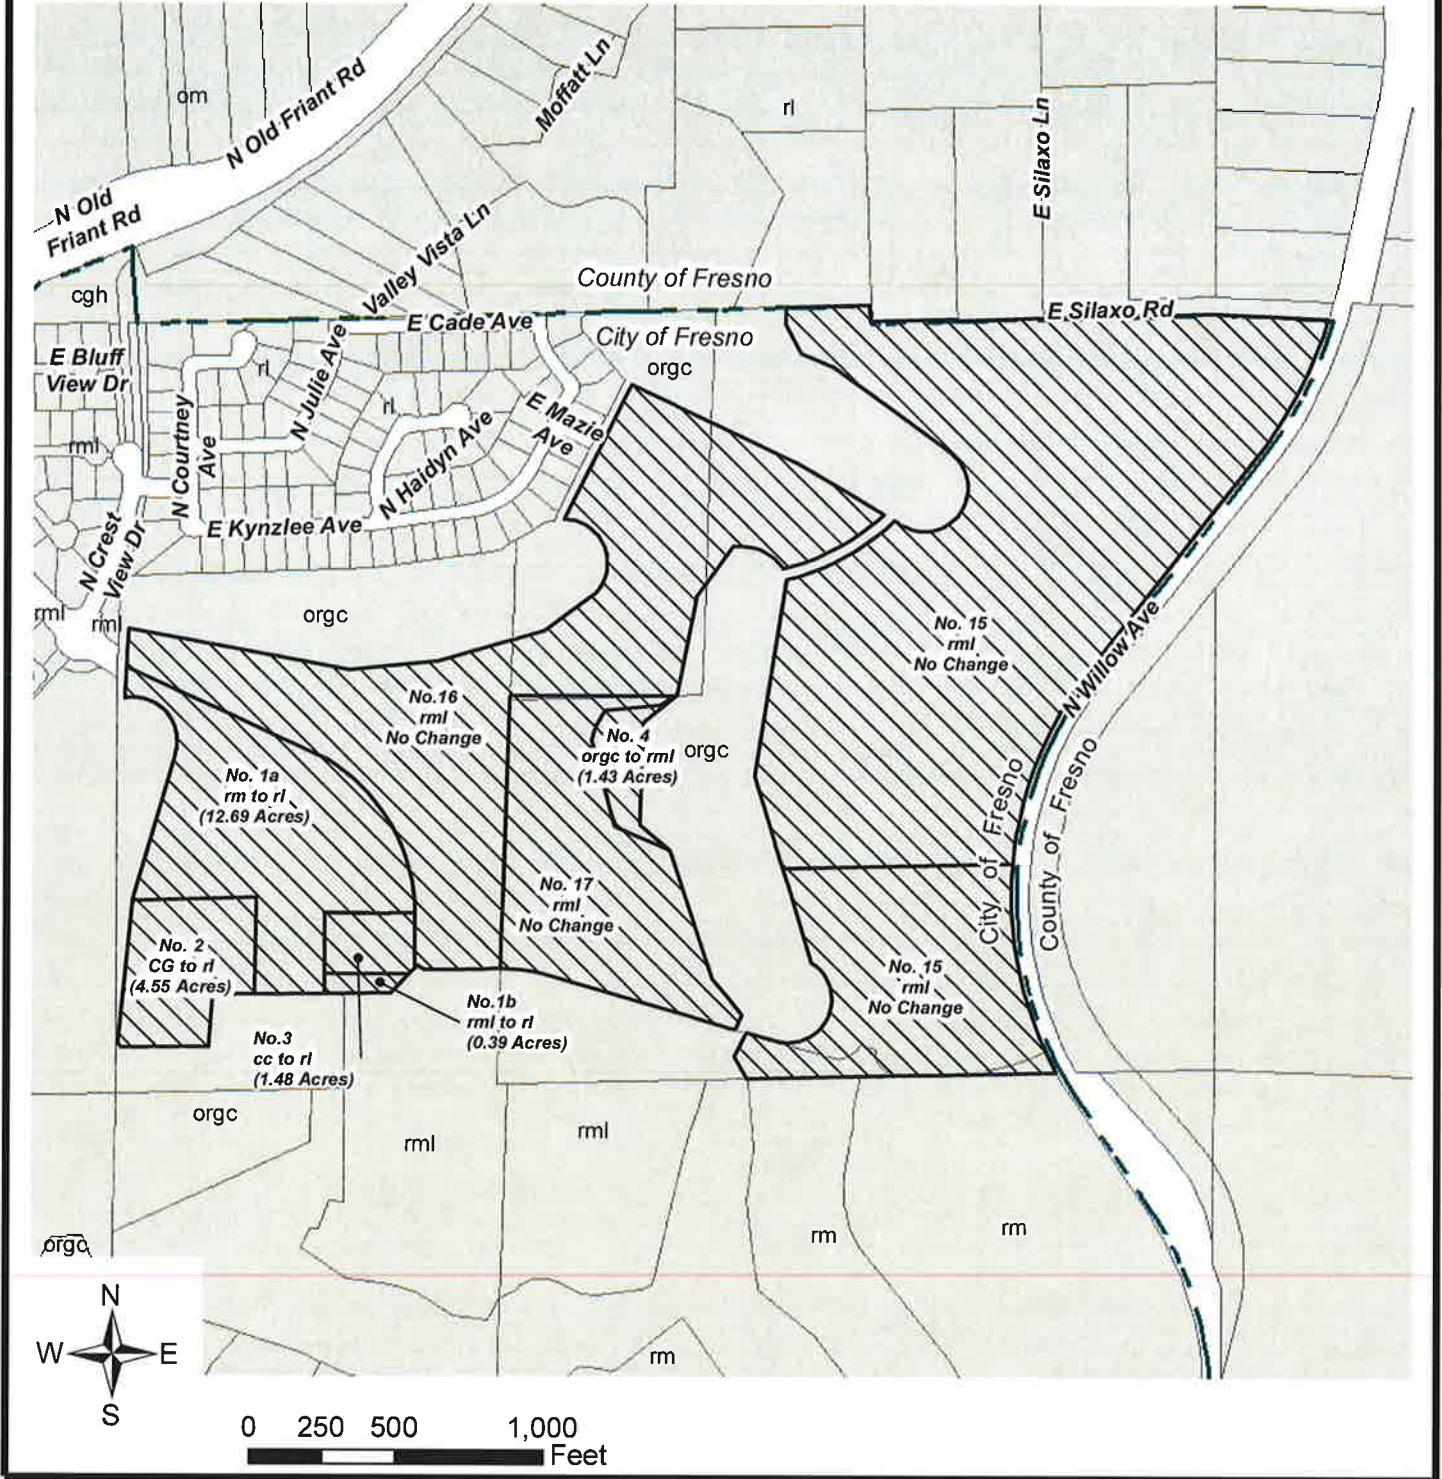 om
N Old Friant Rd
Moffatt Ln
rl
E Silaxo Ln
N Old
Friant Rd
Valley Vista Ln
County of Fresno
cgh
E Cade Ave
City of Fresno
E Silaxo Rd
E Bluff
View Dr
rl
N Julie Ave
orgc
rl
E Mazie
Ave
rml
N Courtney
Ave
N Haidyn Ave
E Kynzlee Ave
N Crest
View Dr
rml
rml
orgc
No. 15
rml
No Change
N Willow Ave
No.16
rml
No Change
No. 4
orgc to rml
(1.43 Acres)
orgc
No. 1a
rm to rl
(12.69 Acres)
City of Fresno
County of Fresno
No. 17
rml
No Change
No. 2
CG to rl
(4.55 Acres)
No. 15
rml
No Change
No.1b
rml to rl
(0.39 Acres)
No.3
cc to rl
(1.48 Acres)
orgc
rml
rml
orgc
rm
rm
rm
N
W E
S
0 250 500 1,000
Feet